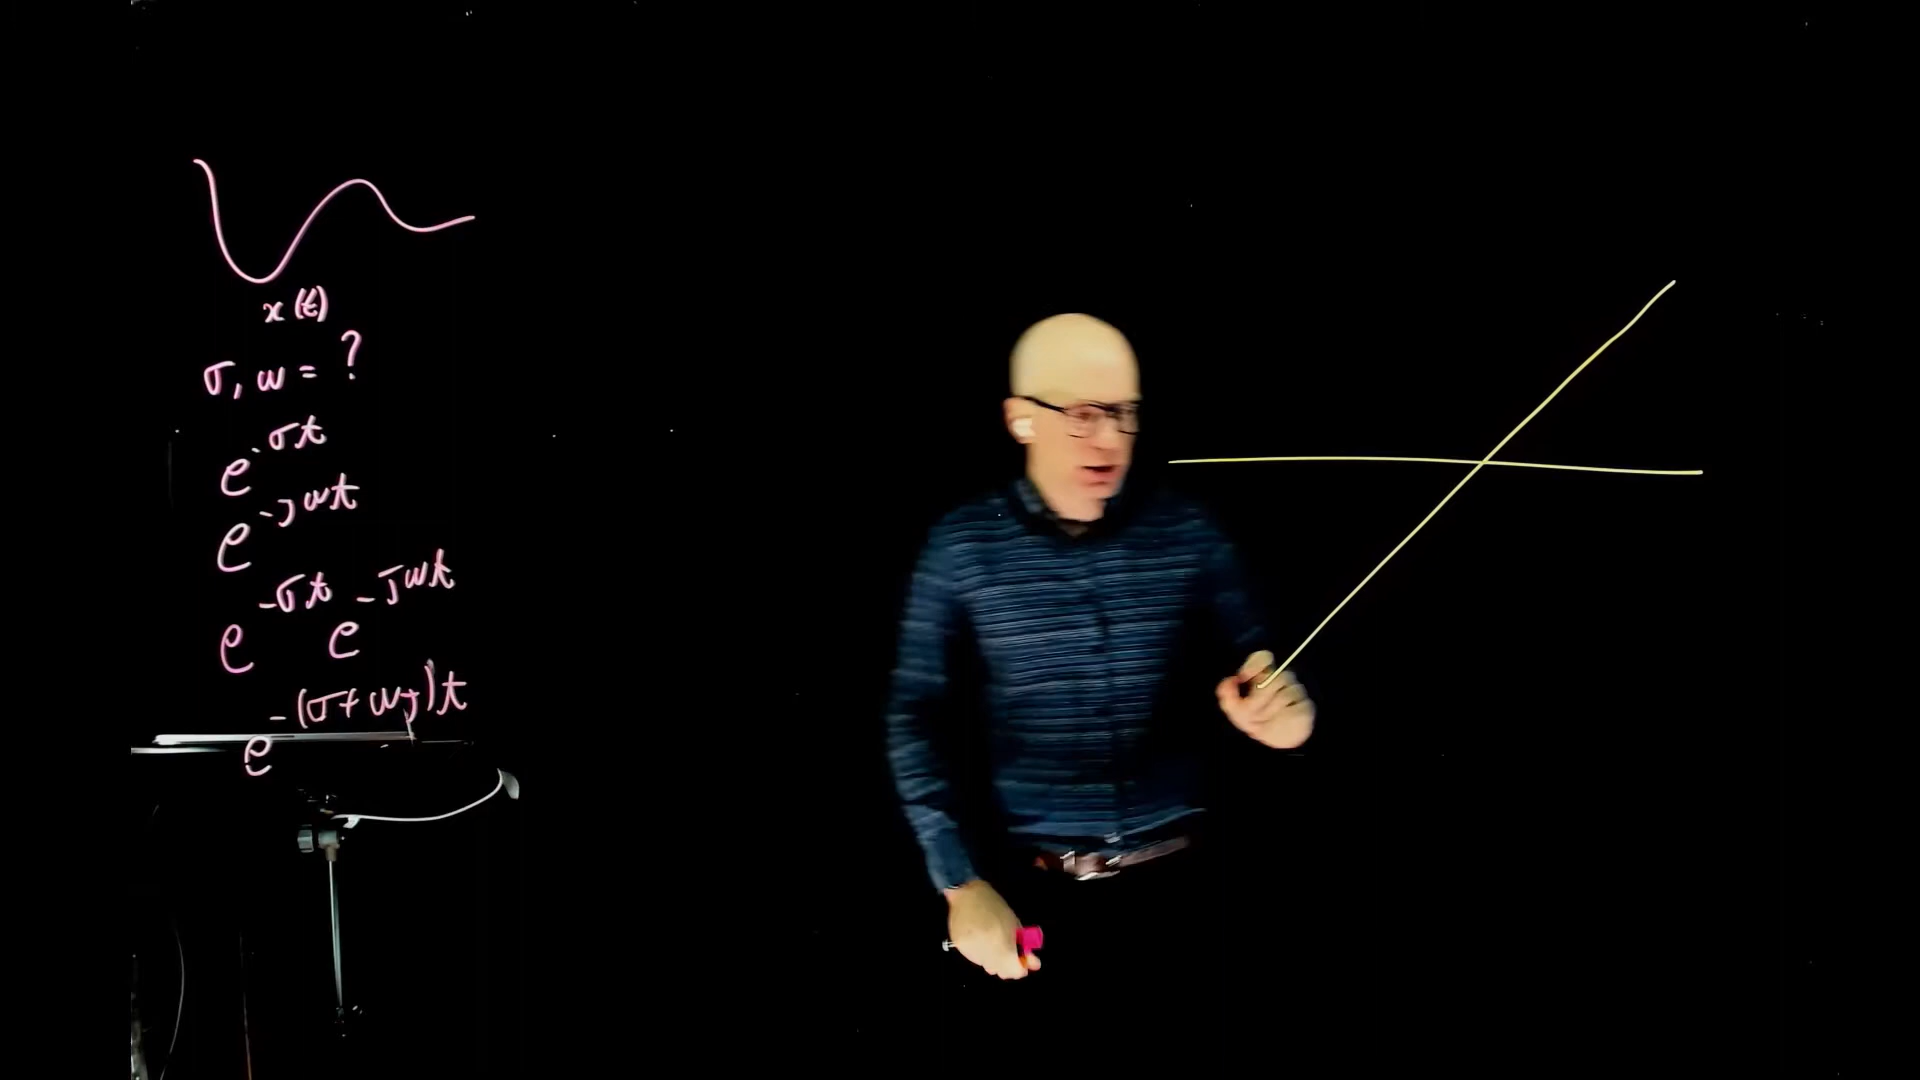 x(t)
σ, ω = ?
e^-σt
e^-jωt
e^-σt e^-jωt
e^-(σ+ωj)t